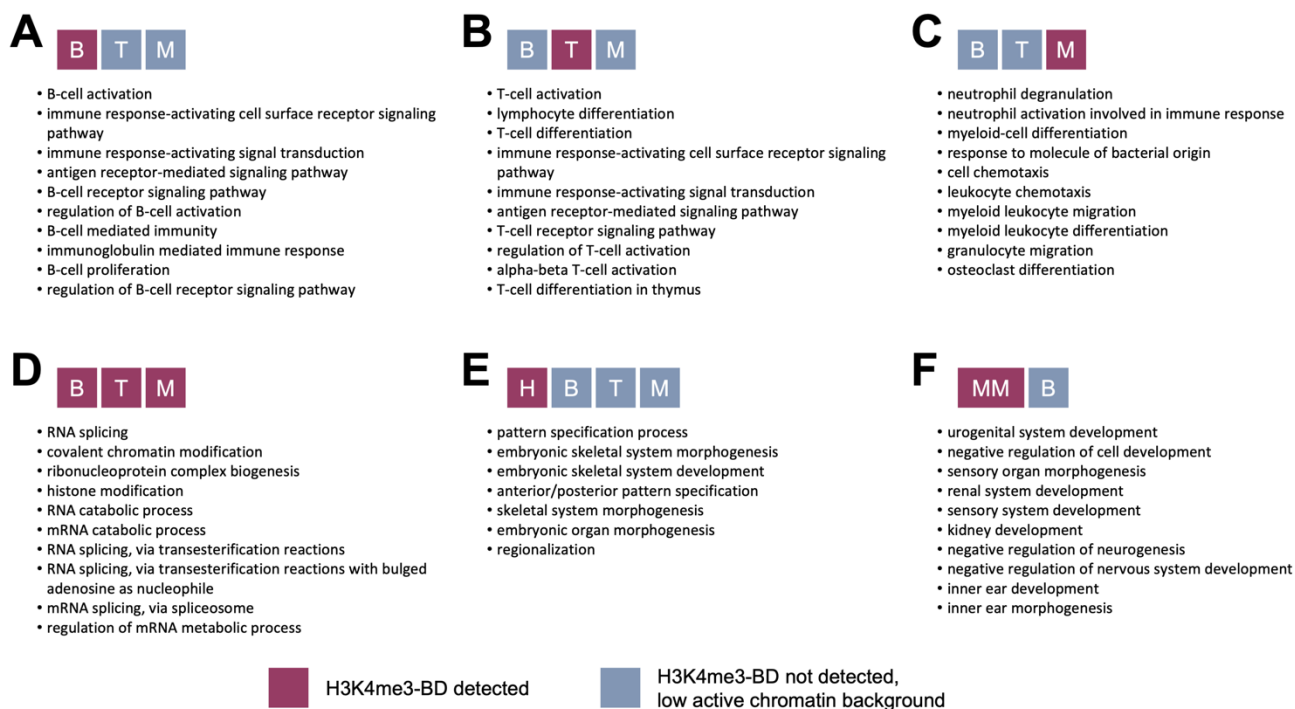 A
B T M
• B-cell activation
• immune response-activating cell surface receptor signaling
pathway
• immune response-activating signal transduction
• antigen receptor-mediated signaling pathway
• B-cell receptor signaling pathway
• regulation of B-cell activation
• B-cell mediated immunity
• immunoglobulin mediated immune response
• B-cell proliferation
• regulation of B-cell receptor signaling pathway
B
B T M
• T-cell activation
• lymphocyte differentiation
• T-cell differentiation
• immune response-activating cell surface receptor signaling
pathway
• immune response-activating signal transduction
• antigen receptor-mediated signaling pathway
• T-cell receptor signaling pathway
• regulation of T-cell activation
• alpha-beta T-cell activation
• T-cell differentiation in thymus
C
B T M
• neutrophil degranulation
• neutrophil activation involved in immune response
• myeloid-cell differentiation
• response to molecule of bacterial origin
• cell chemotaxis
• leukocyte chemotaxis
• myeloid leukocyte migration
• myeloid leukocyte differentiation
• granulocyte migration
• osteoclast differentiation
D
B T M
• RNA splicing
• covalent chromatin modification
• ribonucleoprotein complex biogenesis
• histone modification
• RNA catabolic process
• mRNA catabolic process
• RNA splicing, via transesterification reactions
• RNA splicing, via transesterification reactions with bulged
adenosine as nucleophile
• mRNA splicing, via spliceosome
• regulation of mRNA metabolic process
E
H B T M
• pattern specification process
• embryonic skeletal system morphogenesis
• embryonic skeletal system development
• anterior/posterior pattern specification
• skeletal system morphogenesis
• embryonic organ morphogenesis
• regionalization
F
MM B
• urogenital system development
• negative regulation of cell development
• sensory organ morphogenesis
• renal system development
• sensory system development
• kidney development
• negative regulation of neurogenesis
• negative regulation of nervous system development
• inner ear development
• inner ear morphogenesis
H3K4me3-BD detected
H3K4me3-BD not detected,
low active chromatin background